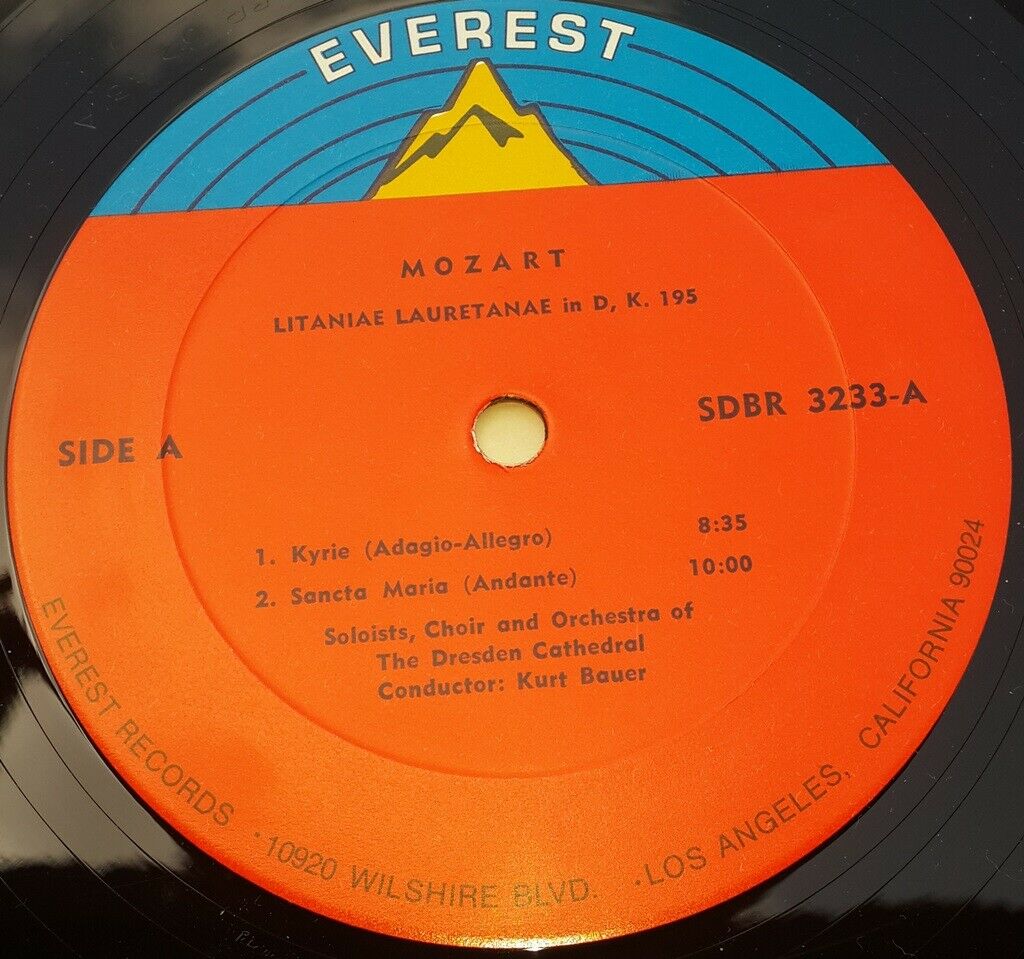 EVEREST
MOZART
LITANIAE LAURETANAE in D, K. 195
SDBR 3233-A
SIDE A
1. Kyrie (Adagio-Allegro) 8:35
2. Sancta Maria (Andante) 10:00
Soloists, Choir and Orchestra of
The Dresden Cathedral
Conductor: Kurt Bauer
EVEREST RECORDS · 10920 WILSHIRE BLVD. · LOS ANGELES, CALIFORNIA 90024